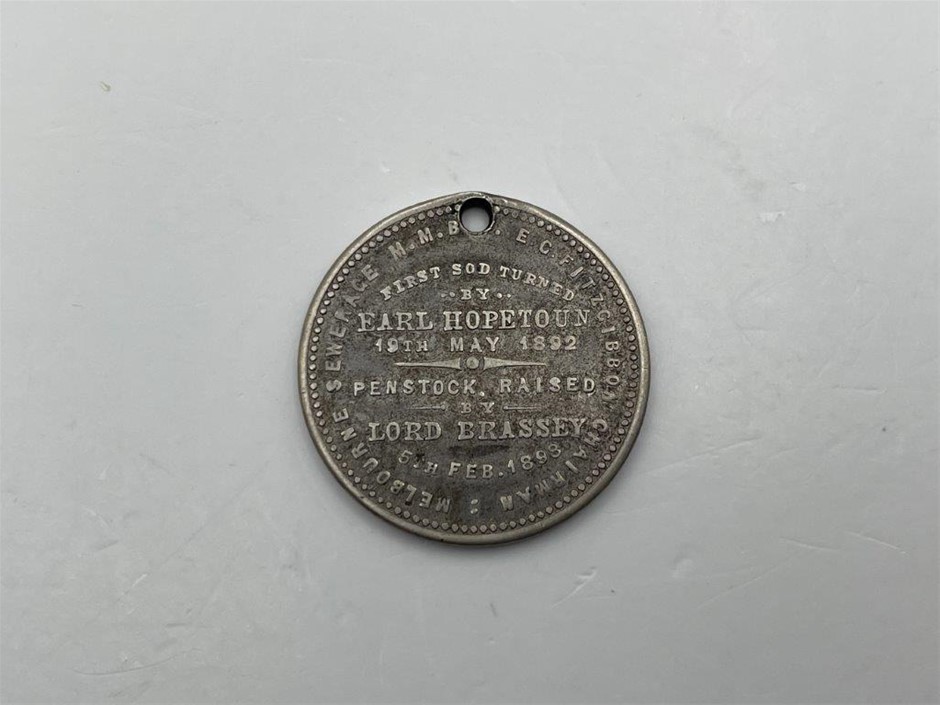 MELBOURNE SEWERAGE M.M.B E.C. FITZGIBBON CHAIRMAN :
FIRST SOD TURNED
··BY··
EARL HOPETOUN
19TH MAY 1892
PENSTOCK. RAISED
BY
LORD BRASSEY
5TH FEB. 1898